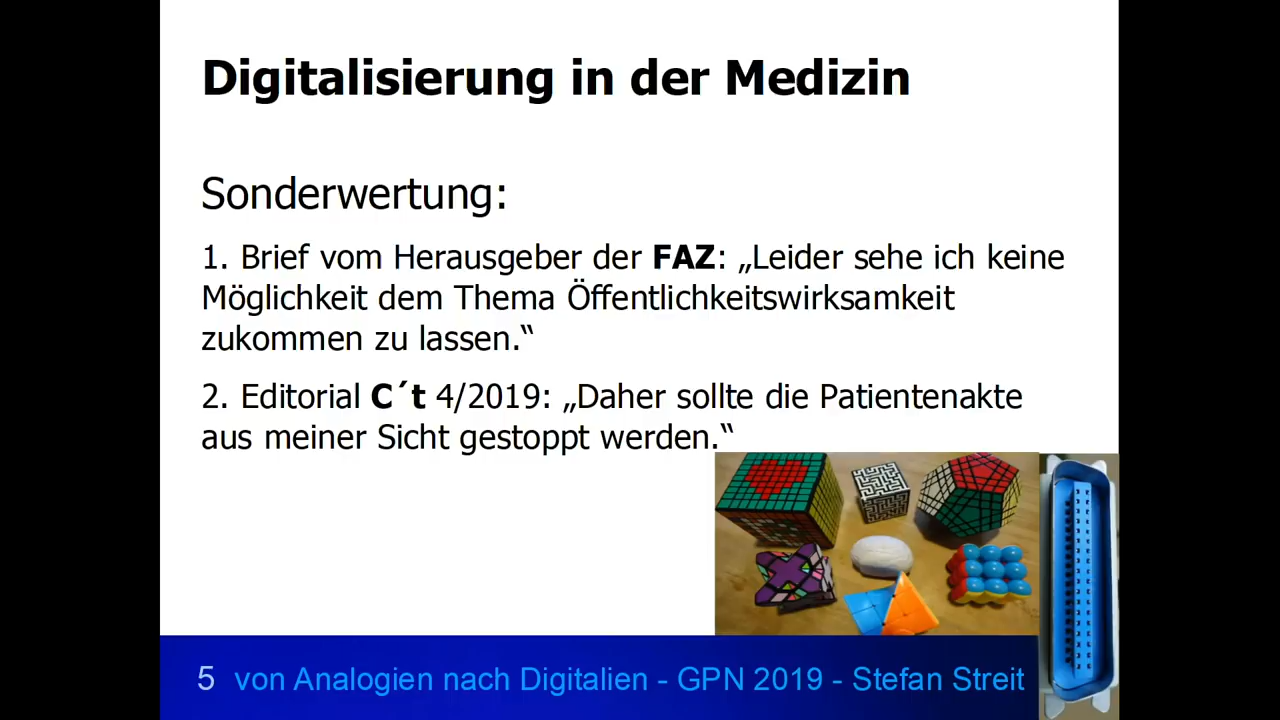 Digitalisierung in der Medizin
Sonderwertung:
1. Brief vom Herausgeber der FAZ: „Leider sehe ich keine
Möglichkeit dem Thema Öffentlichkeitswirksamkeit
zukommen zu lassen.“
2. Editorial C´t 4/2019: „Daher sollte die Patientenakte
aus meiner Sicht gestoppt werden.“
5 von Analogien nach Digitalien - GPN 2019 - Stefan Streit